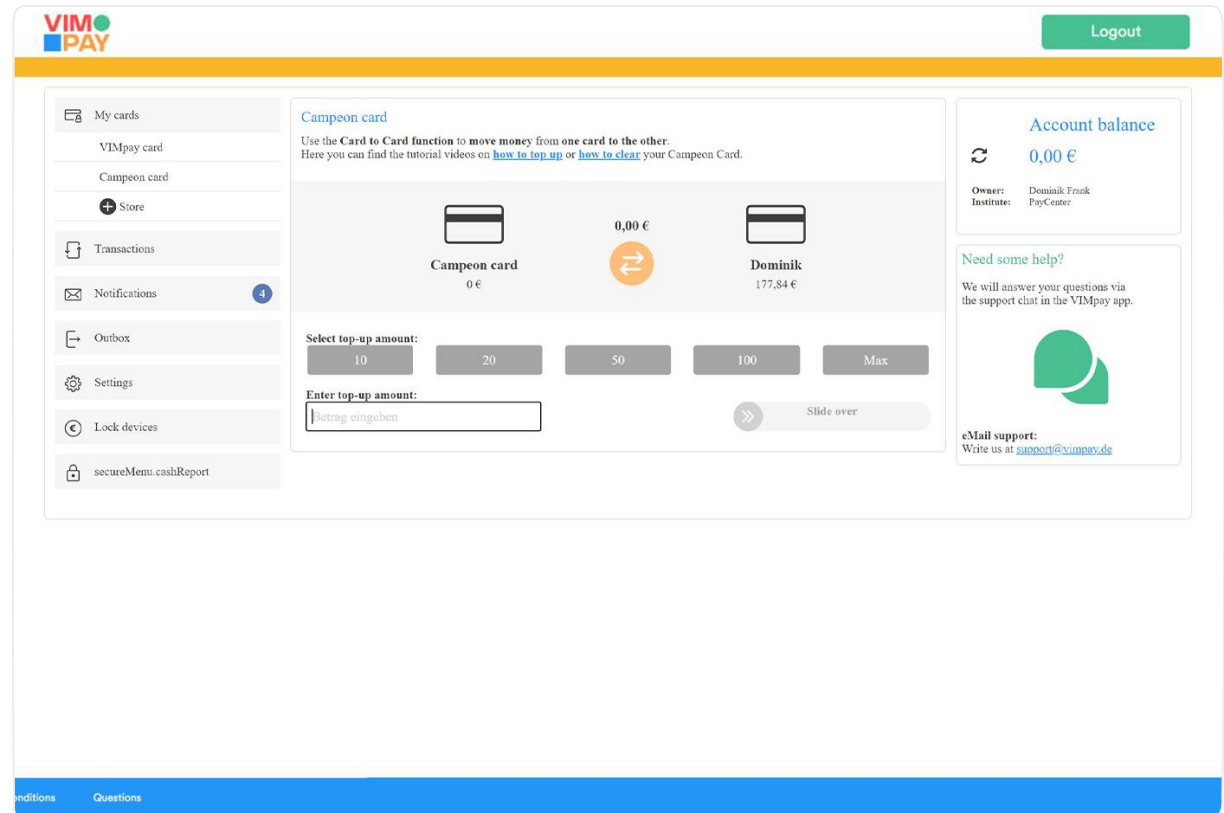 VIM
PAY
Logout
My cards
VIMpay card
Campeon card
Store
Transactions
Notifications
4
Outbox
Settings
Lock devices
secureMenu.cashReport
Campeon card
Use the Card to Card function to move money from one card to the other.
Here you can find the tutorial videos on how to top up or how to clear your Campeon Card.
0,00 €
Campeon card
0 €
Dominik
177,84 €
Select top-up amount:
10
20
50
100
Max
Enter top-up amount:
Betrag eingeben
Slide over
Account balance
0,00 €
Owner: Dominik Frank
Institute: PayCenter
Need some help?
We will answer your questions via
the support chat in the VIMpay app.
eMail support:
Write us at support@vimpay.de
nditions
Questions